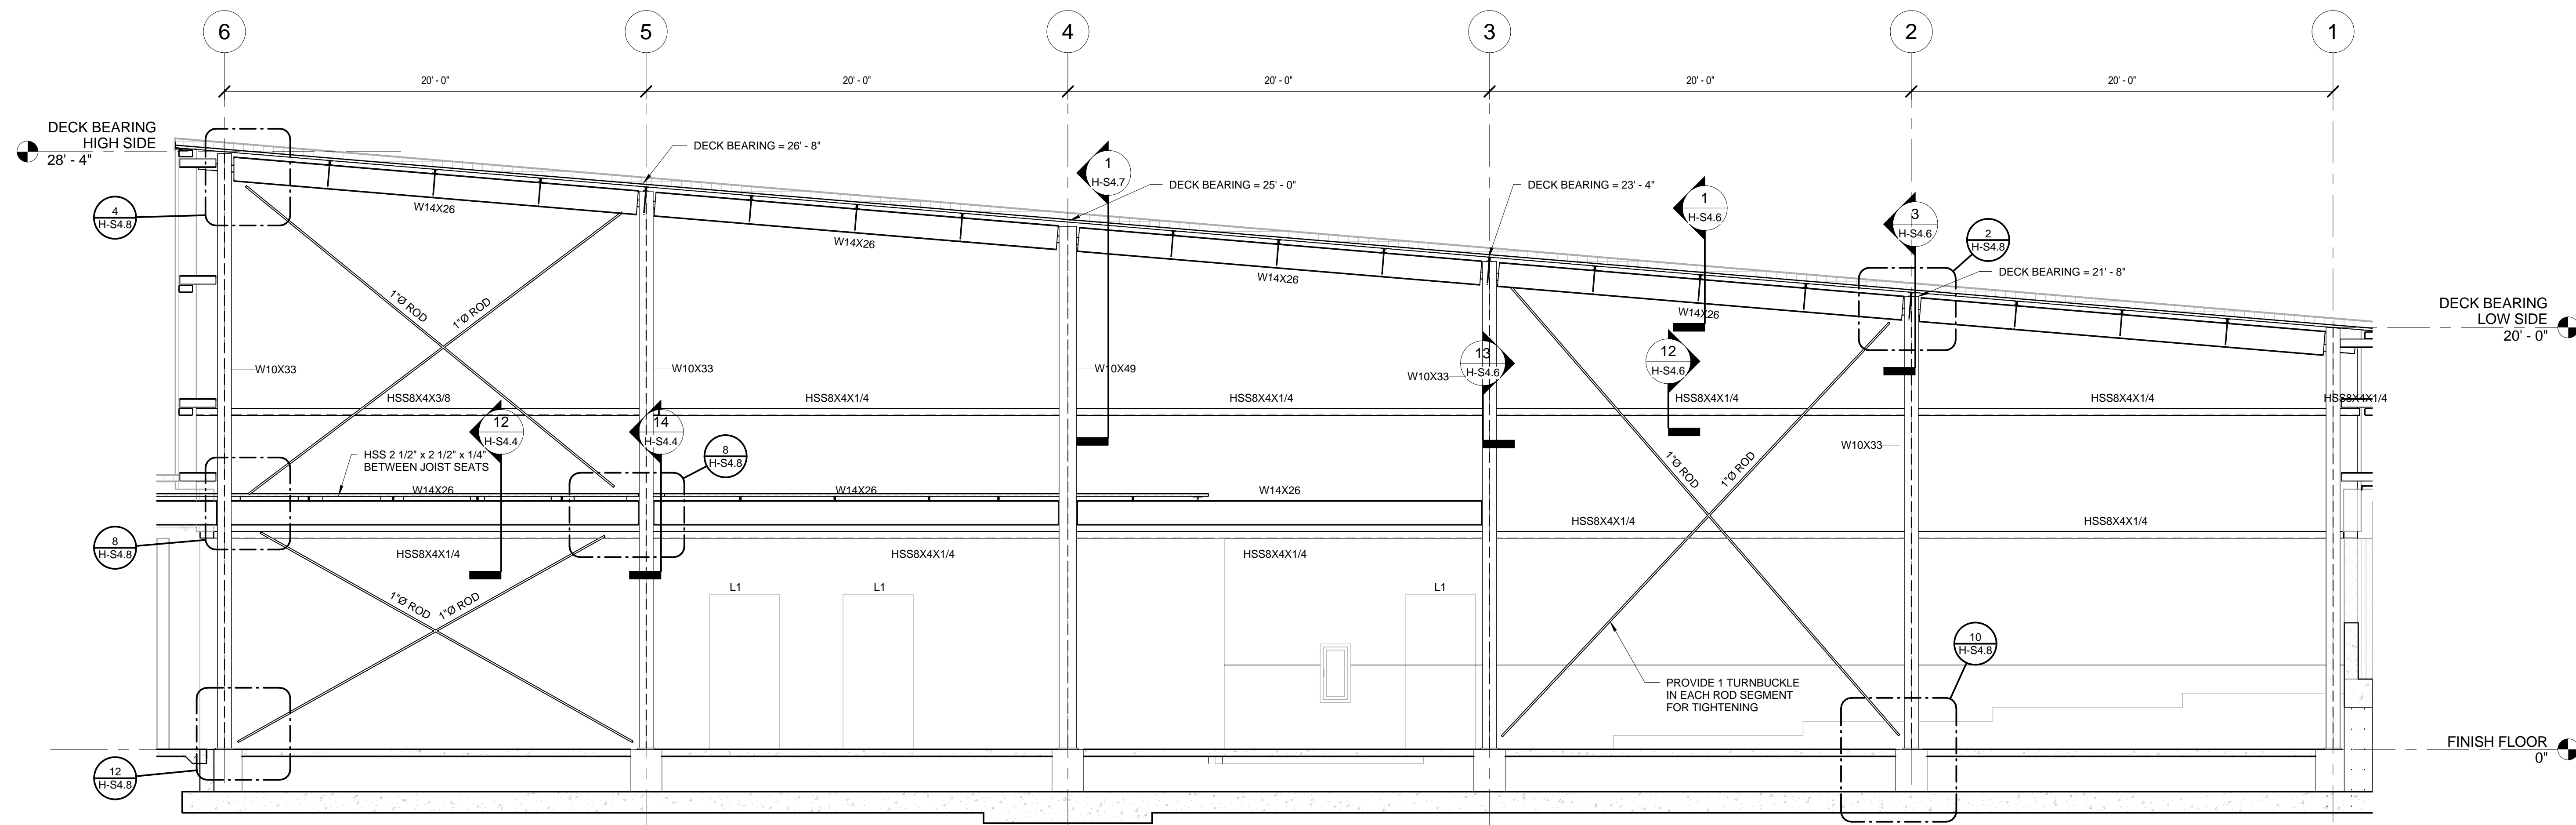 6
5
4
3
2
1
20' - 0"
20' - 0"
20' - 0"
20' - 0"
20' - 0"
DECK BEARING
HIGH SIDE
28' - 4"
DECK BEARING = 26' - 8"
DECK BEARING = 25' - 0"
DECK BEARING = 23' - 4"
DECK BEARING = 21' - 8"
DECK BEARING
LOW SIDE
20' - 0"
1
H-S4.7
1
H-S4.6
3
H-S4.6
2
H-S4.8
4
H-S4.8
W14X26
W14X26
W14X26
W14X26
1"Ø ROD
1"Ø ROD
W10X33
W10X33
W10X49
W10X33
13
H-S4.6
12
H-S4.6
HSS8X4X3/8
HSS8X4X1/4
HSS8X4X1/4
HSS8X4X1/4
HSS8X4X1/4
HSS8X4X1/4
12
H-S4.4
14
H-S4.4
8
H-S4.8
W10X33
HSS 2 1/2" x 2 1/2" x 1/4"
BETWEEN JOIST SEATS
1"Ø ROD
1"Ø ROD
W14X26
W14X26
W14X26
HSS8X4X1/4
HSS8X4X1/4
8
H-S4.8
HSS8X4X1/4
HSS8X4X1/4
HSS8X4X1/4
L1
L1
L1
1"Ø ROD
1"Ø ROD
10
H-S4.8
PROVIDE 1 TURNBUCKLE
IN EACH ROD SEGMENT
FOR TIGHTENING
FINISH FLOOR
0"
12
H-S4.8